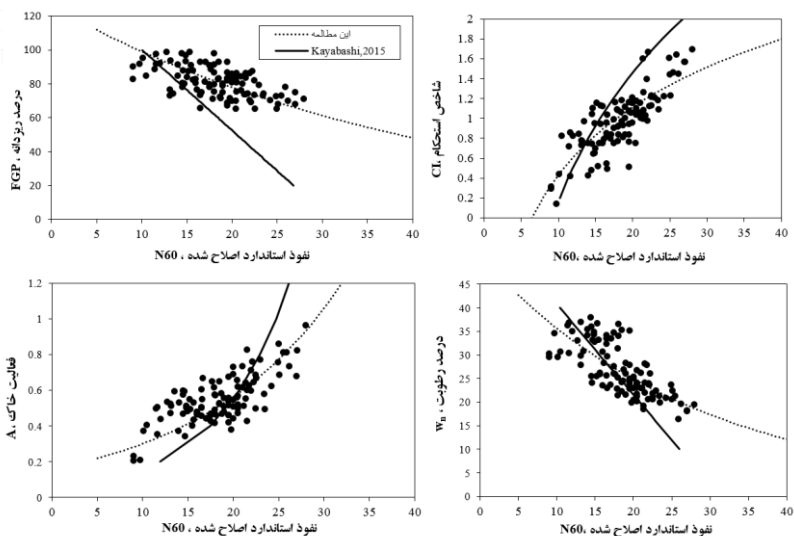 درصد ریزدانه ، FGP
120
100
80
60
40
20
0
0 5 10 15 20 25 30 35 40
نفوذ استاندارد اصلاح شده ، N60
این مطالعه
Kayabashi,2015
شاخص استحکام ،CI
2
1.8
1.6
1.4
1.2
1
0.8
0.6
0.4
0.2
0
0 5 10 15 20 25 30 35 40
نفوذ استاندارد اصلاح شده ،N60
فعالیت خاک ،A
1.2
1
0.8
0.6
0.4
0.2
0
0 5 10 15 20 25 30 35 40
نفوذ استاندارد اصلاح شده ، N60
درصد رطوبت ، wn
45
40
35
30
25
20
15
10
5
0
0 5 10 15 20 25 30 35 40
نفوذ استاندارد اصلاح شده ،N60